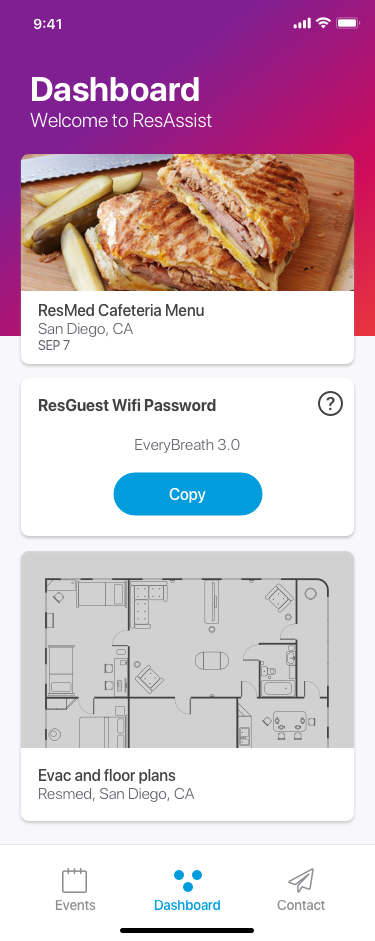 9:41
Dashboard
Welcome to ResAssist
ResMed Cafeteria Menu
San Diego, CA
SEP 7
ResGuest Wifi Password
?
EveryBreath 3.0
Copy
Evac and floor plans
Resmed, San Diego, CA
Events
Dashboard
Contact